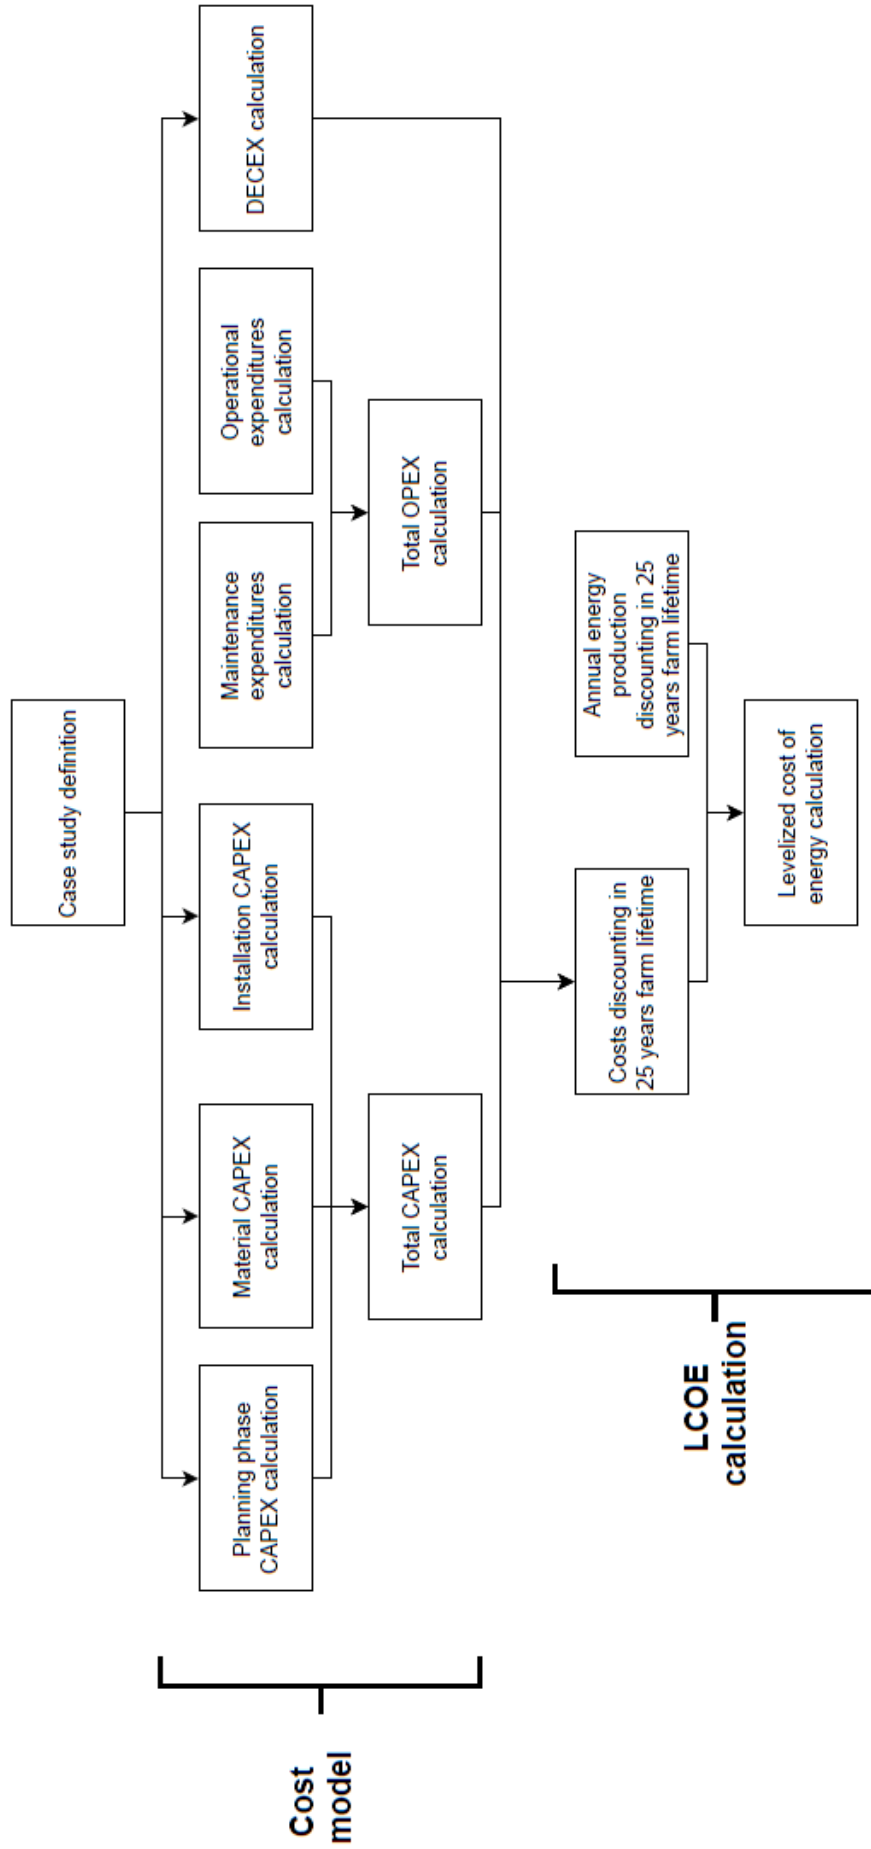 Case study definition
Cost
model
Planning phase
CAPEX calculation
Material CAPEX
calculation
Installation CAPEX
calculation
Maintenance
expenditures
calculation
Operational
expenditures
calculation
DECEX calculation
Total CAPEX
calculation
Total OPEX
calculation
LCOE
calculation
Costs discounting in
25 years farm lifetime
Annual energy
production
discounting in 25
years farm lifetime
Levelized cost of
energy calculation